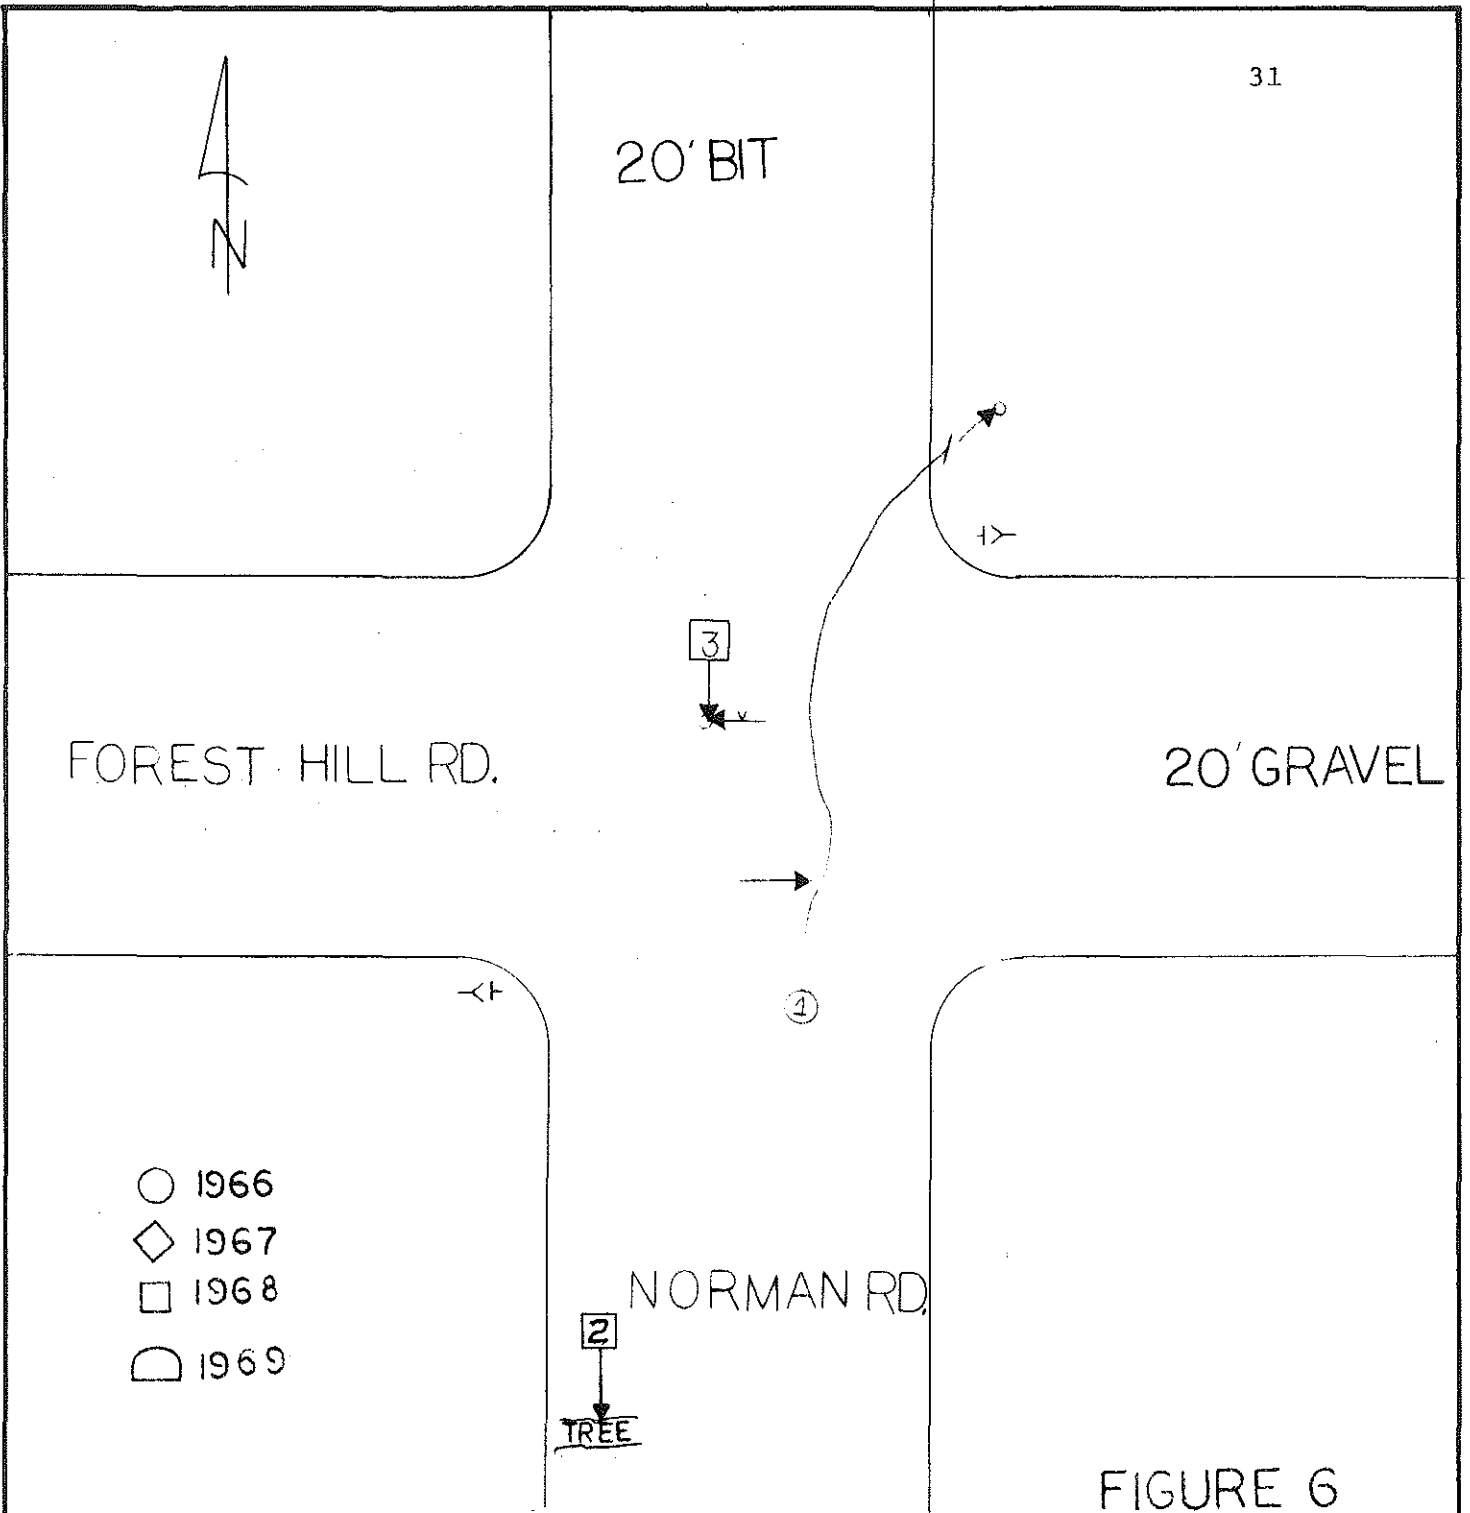 31
20' BIT
N
3
FOREST HILL RD.
20' GRAVEL
1
1966
1967
1968
1969
NORMAN RD.
2
TREE
FIGURE 6